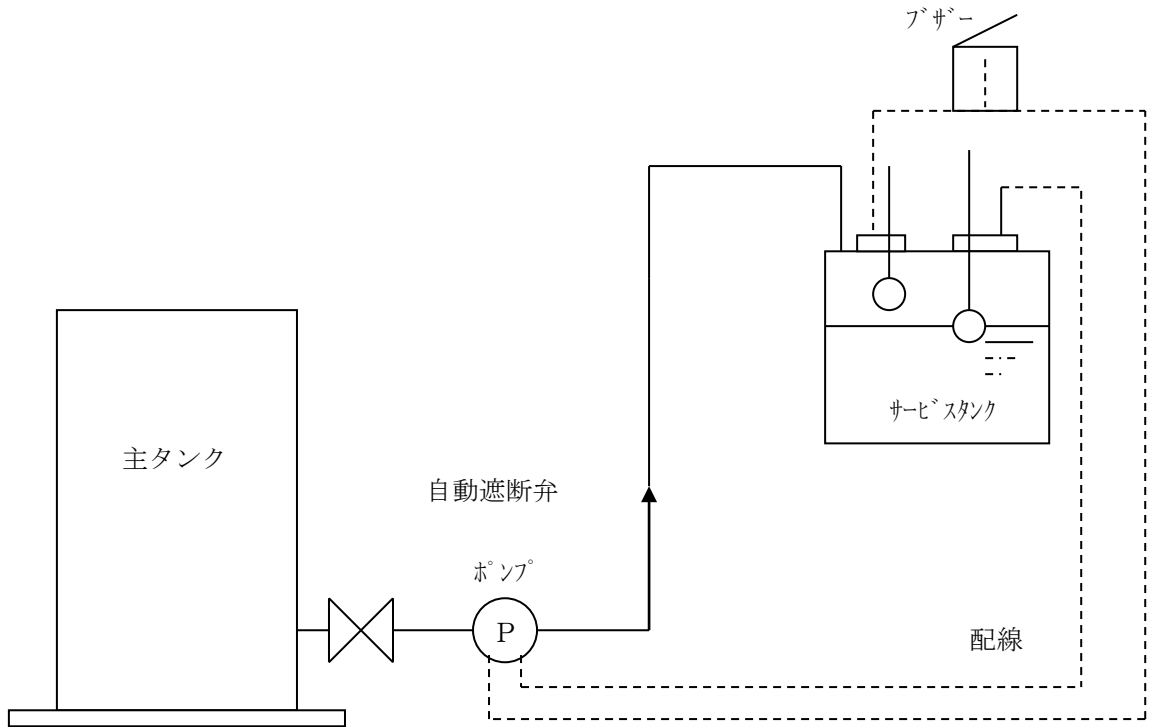 ﾌﾞｻﾞｰ
ｻｰﾋﾞｽﾀﾝｸ
主タンク
自動遮断弁
ﾎﾟﾝﾌﾟ
P
配線